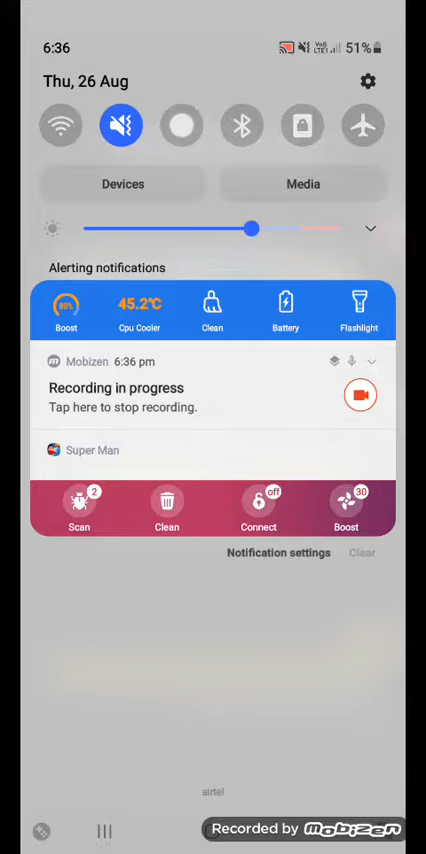 6:36
Vo)) LTE1 51%
Thu, 26 Aug
Devices Media
Alerting notifications
80% 45.2°C
Boost Cpu Cooler Clean Battery Flashlight
m Mobizen 6:36 pm
Recording in progress
Tap here to stop recording.
Super Man
2 off 30
Scan Clean Connect Boost
Notification settings Clear
airtel
Recorded by mobizen